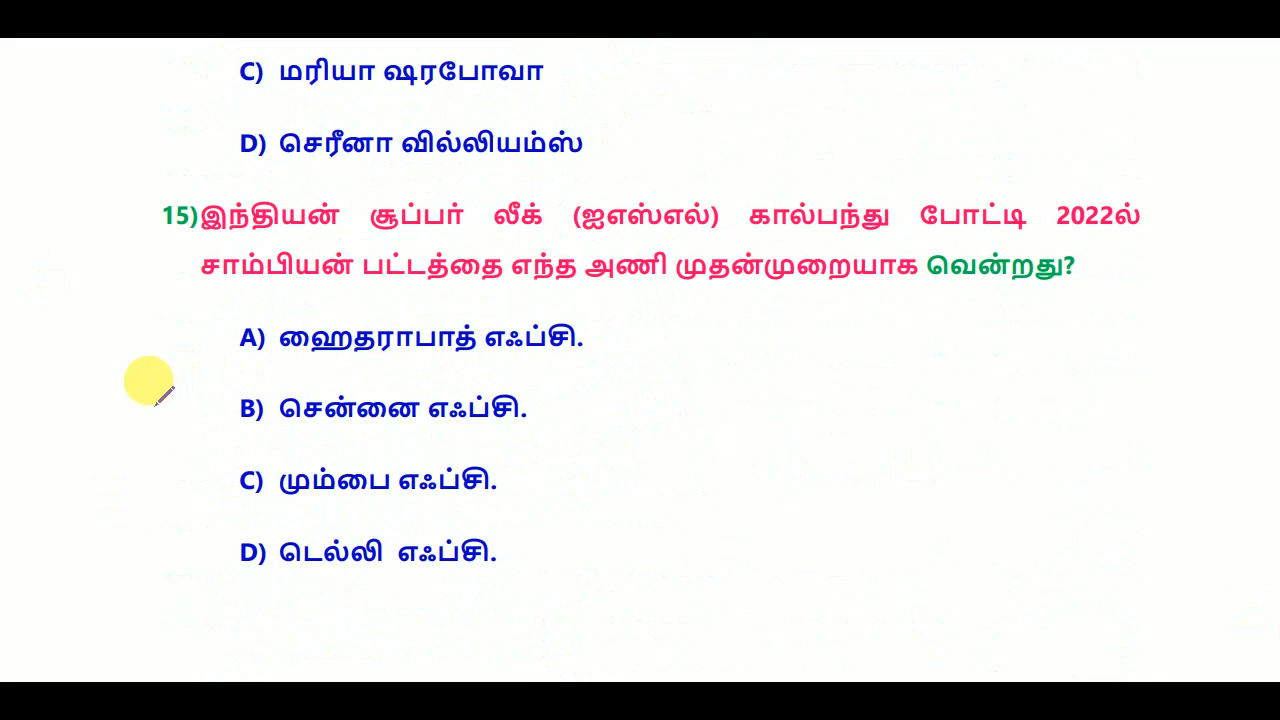 C) மரியா ஷரபோவா
D) செரீனா வில்லியம்ஸ்
15)இந்தியன் சூப்பர் லீக் (ஐஎஸ்எல்) கால்பந்து போட்டி 2022ல்
சாம்பியன் பட்டத்தை எந்த அணி முதன்முறையாக வென்றது?
A) ஹைதராபாத் எஃப்சி.
B) சென்னை எஃப்சி.
C) மும்பை எஃப்சி.
D) டெல்லி எஃப்சி.